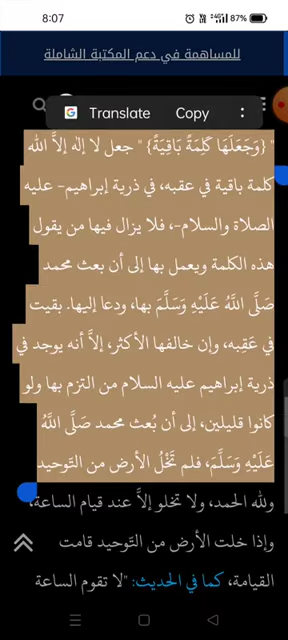 8:07
87%
للمساهمة في دعم المكتبة الشاملة
Translate Copy
" {وَجَعَلَهَا كَلِمَةً بَاقِيَةً} " جعل لا إله إلاَّ الله
كلمة باقية في عقبه، في ذرية إبراهيم- عليه
الصلاة والسلام-، فلا يزال فيها من يقول
هذه الكلمة ويعمل بها إلى أن بعث محمد
صَلَّى اللَّهُ عَلَيْهِ وَسَلَّمَ بها، ودعا إليها. بقيت
في عَقِبه، وإن خالفها الأكثر، إلاَّ أنه يوجد في
ذرية إبراهيم عليه السلام من التزم بها ولو
كانوا قليلين، إلى أن بُعث محمد صَلَّى اللَّهُ
عَلَيْهِ وَسَلَّمَ، فلم تَخْلُ الأرض من التّوحيد
ولله الحمد، ولا تخلو إلاَّ عند قيام الساعة،
وإذا خلت الأرض من التّوحيد قامت
القيامة، كما في الحديث: "لا تقوم الساعة